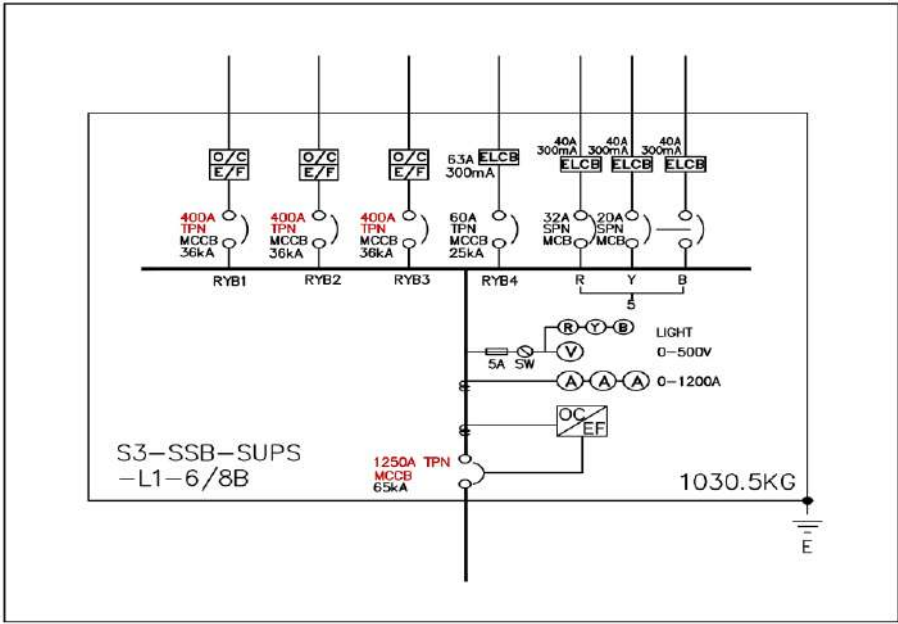 O/C
E/F
O/C
E/F
O/C
E/F
63A ELCB
300mA
40A
300mA
ELCB
40A
300mA
ELCB
40A
300mA
ELCB
400A
TPN
MCCB
36kA
400A
TPN
MCCB
36kA
400A
TPN
MCCB
36kA
60A
TPN
MCCB
25kA
32A
SPN
MCB
20A
SPN
MCB
RYB1
RYB2
RYB3
RYB4
R
Y
B
5
R Y B LIGHT
5A SW V 0-500V
A A A 0-1200A
OC
EF
S3-SSB-SUPS
-L1-6/8B
1250A TPN
MCCB
65kA
1030.5KG
E